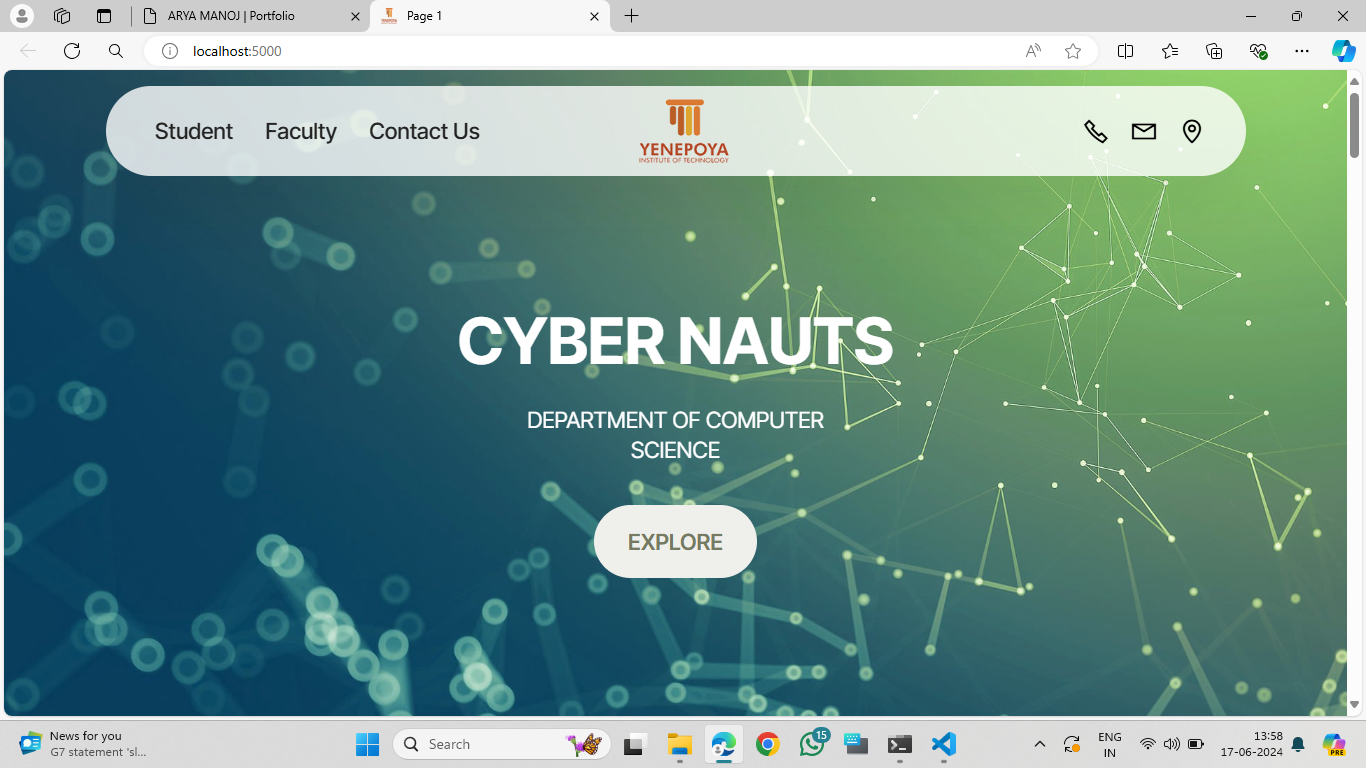 ARYA MANOJ | Portfolio
Page 1
localhost:5000
Student
Faculty
Contact Us
YENEPOYA
INSTITUTE OF TECHNOLOGY
CYBER NAUTS
DEPARTMENT OF COMPUTER
SCIENCE
EXPLORE
News for you
G7 statement 'sl...
Search
15
ENG
IN
13:58
17-06-2024
PRE